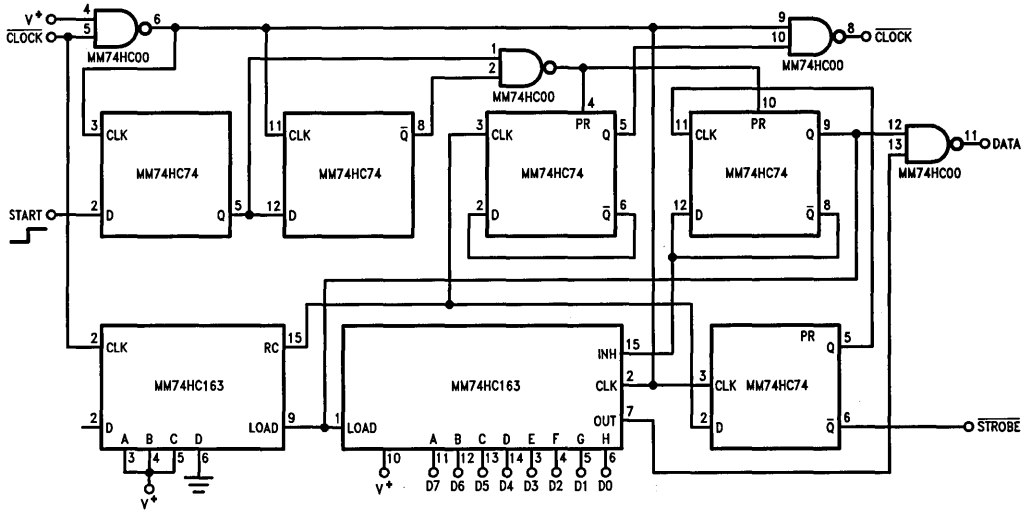 V+ 4 6 9 8 CLOCK
CLOCK 5 10
MM74HC00 1 MM74HC00
2
MM74HC00
4 10
3 CLK 11 CLK Q 8 3 CLK PR Q 5 11 CLK PR Q 9 12 11 DATA
13
MM74HC00
MM74HC74 MM74HC74 MM74HC74 MM74HC74
START 2 D Q 5 12 D 2 D Q 6 12 D Q 8
2 CLK RC 15 INH 15 PR Q 5
MM74HC163 MM74HC163 CLK 2 3 CLK MM74HC74
OUT 7
2 D LOAD 9 1 LOAD 2 D Q 6 STROBE
A B C D A B C D E F G H
3 4 5 6 10 11 12 13 14 3 4 5 6
V+ V+ D7 D6 D5 D4 D3 D2 D1 D0